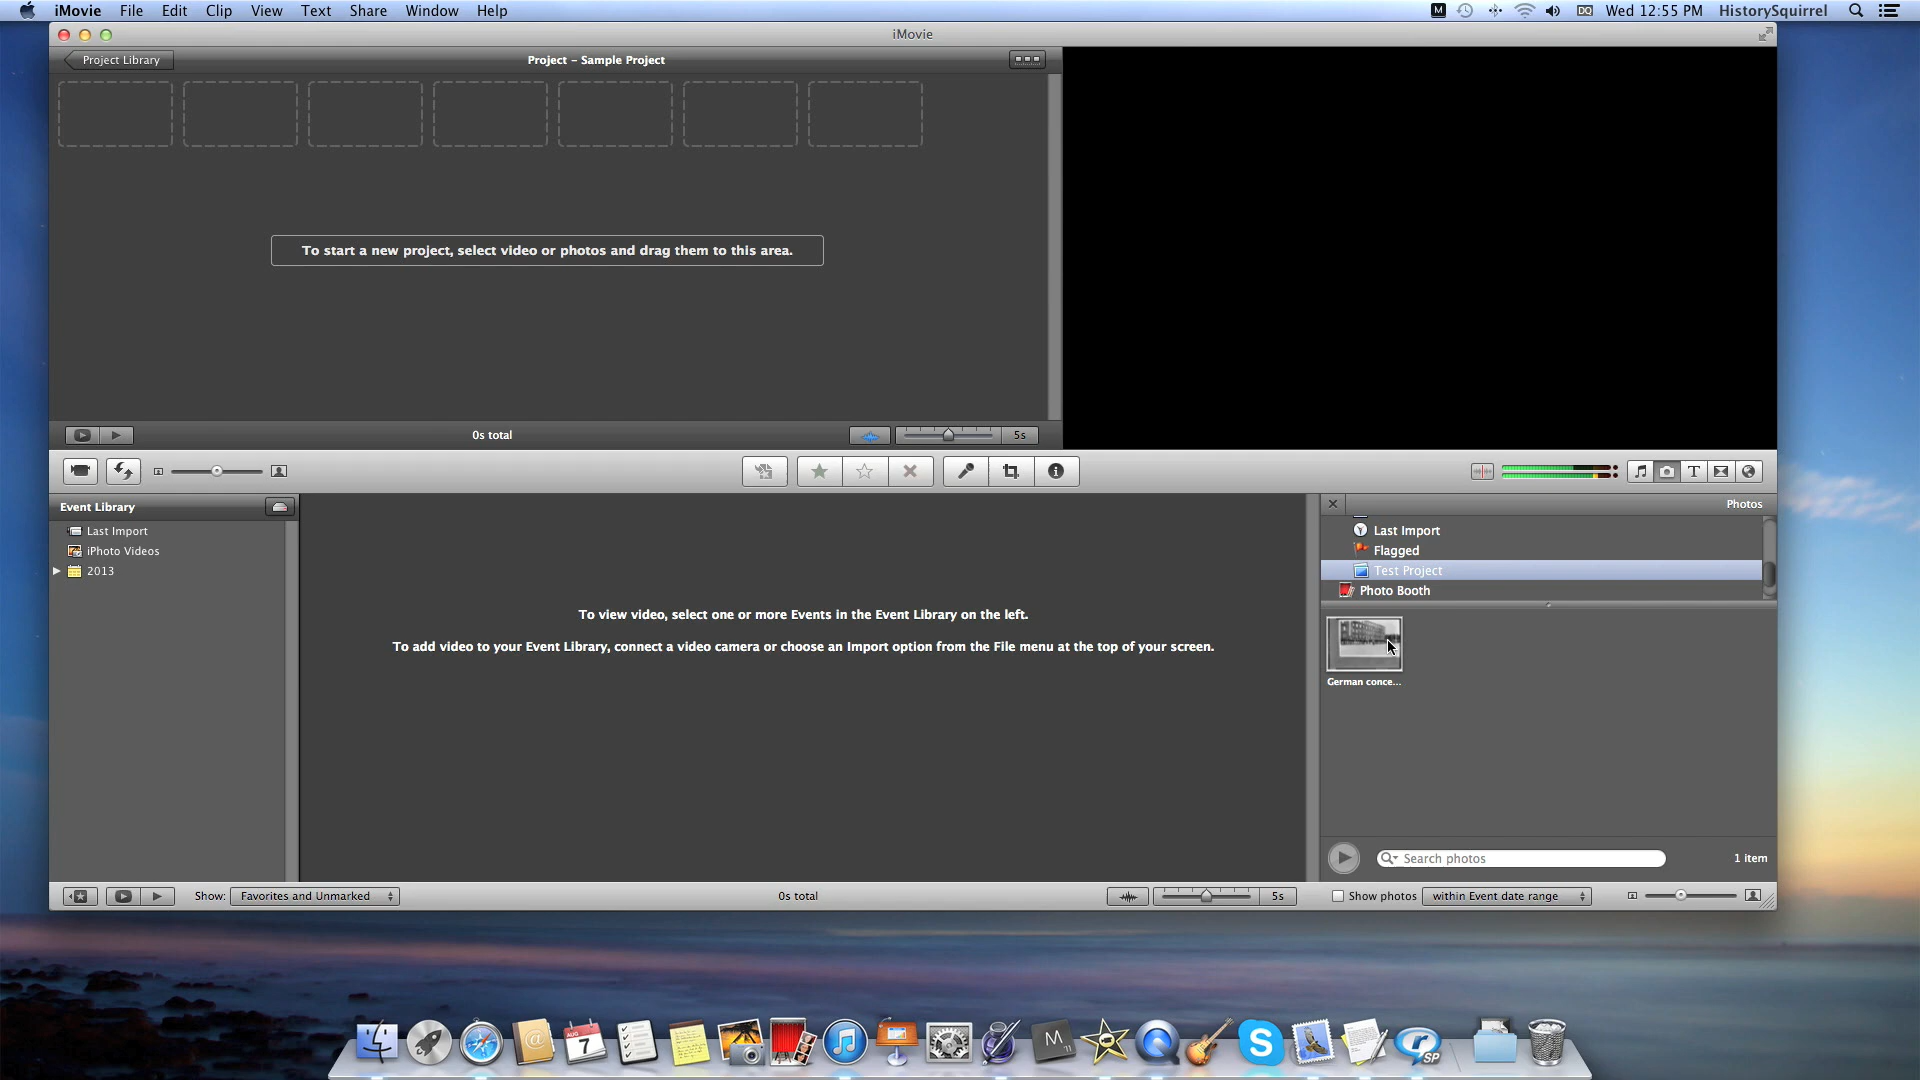 iMovie File Edit Clip View Text Share Window Help
M DQ Wed 12:55 PM HistorySquirrel
iMovie
Project Library
Project – Sample Project
To start a new project, select video or photos and drag them to this area.
0s total
5s
T
Event Library
Photos
Last Import
iPhoto Videos
2013
Last Import
Flagged
Test Project
Photo Booth
To view video, select one or more Events in the Event Library on the left.
To add video to your Event Library, connect a video camera or choose an Import option from the File menu at the top of your screen.
German conce...
Search photos
1 item
Show: Favorites and Unmarked
0s total
5s
Show photos within Event date range
AUG
7
M
11
S
r
SP